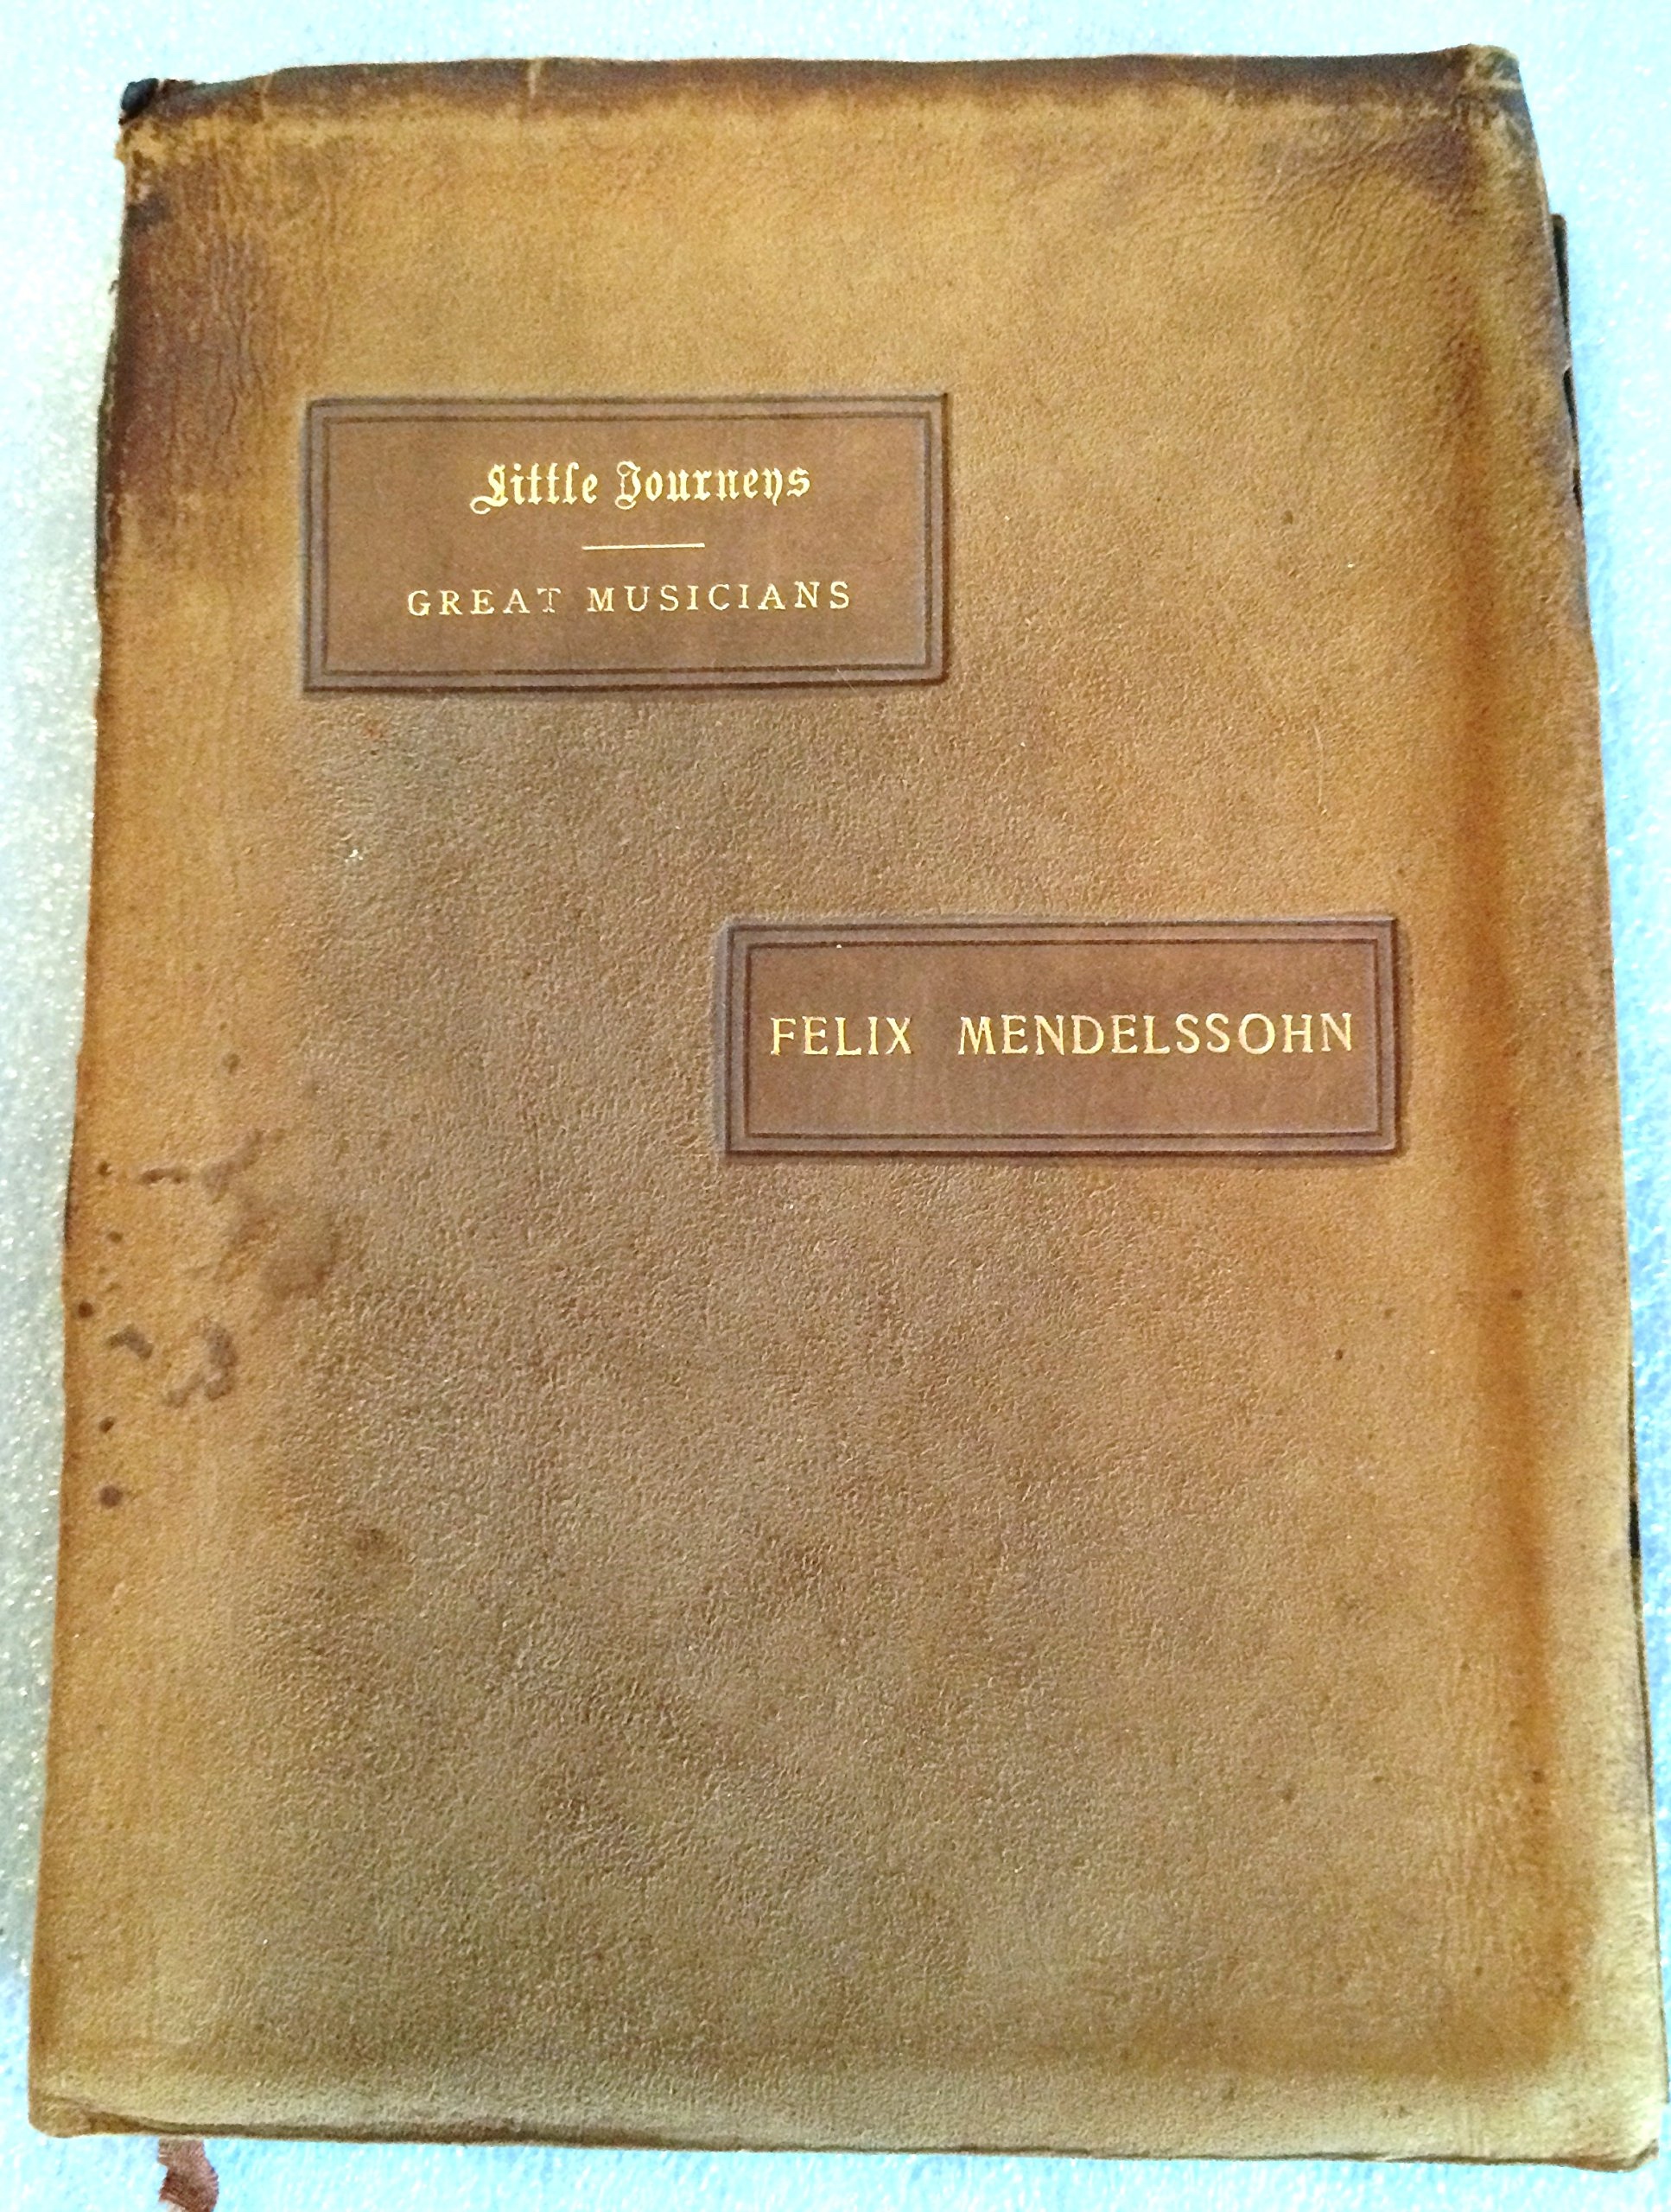 Little Journeys
GREAT MUSICIANS
FELIX MENDELSSOHN